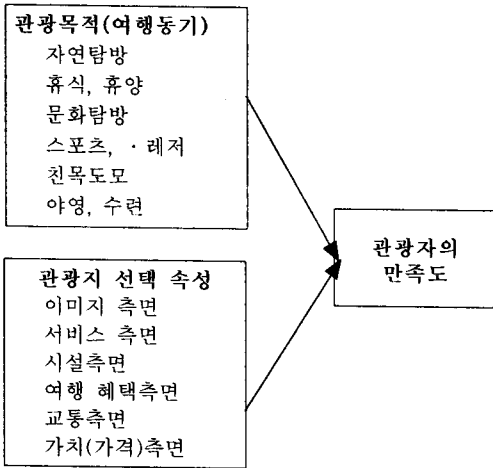 관광목적(여행동기)
자연탐방
휴식, 휴양
문화탐방
스포츠, · 레저
친목도모
야영, 수련
관광자의
만족도
관광지 선택 속성
이미지 측면
서비스 측면
시설측면
여행 혜택측면
교통측면
가치(가격)측면